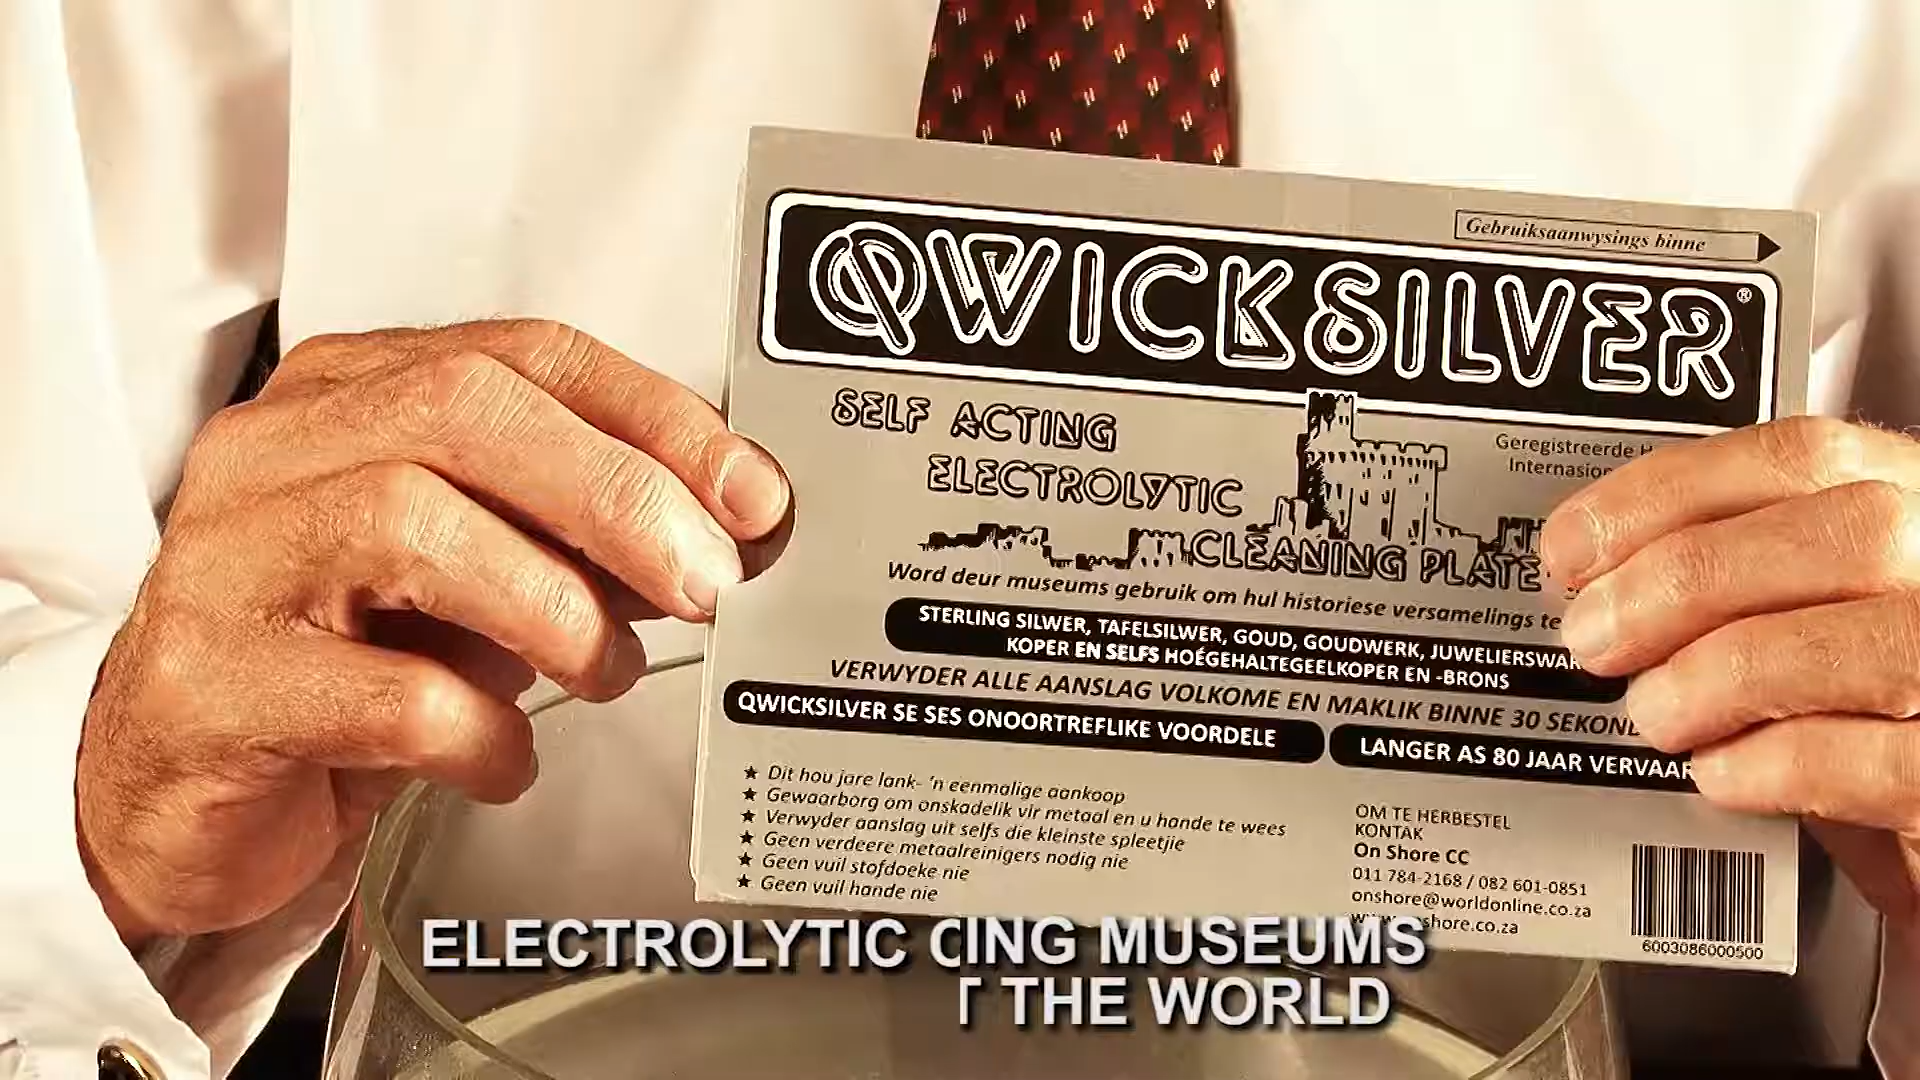 Gebruiksaanwysings binne
QWICKSILVER®
SELF ACTING
ELECTROLYTIC
CLEANING PLATE
Geregistreerde
Word deur museums gebruik om hul historiese versamelings te
STERLING SILWER, TAFELSILWER, GOUD, GOUDWERK,
KOPER EN SELFS HOÉGEHALTEGEELKOPER EN -BRONS
VERWYDER ALLE AANSLAG VOLKOME EN MAKLIK BINNE 30
QWICKSILVER SE SES ONOORTREFLIKE VOORDELE
LANGER AS 80 JAAR
★ Dit hou jare lank- 'n eenmalige aankoop
★ Gewaarborg om onskadelik vir metaal en u hande te wees
★ Verwyder aanslag uit selfs die kleinste spleetjie
★ Geen verdeere metaalreinigers nodig nie
★ Geen vuil stofdoeke nie
★ Geen vuil hande nie
OM TE HERBESTEL
KONTAK
On Shore CC
011 784-2168 / 082 601-0851
onshore@worldonline.co.za
6003086000500
ELECTROLYTIC
MUSEUMS
THE WORLD